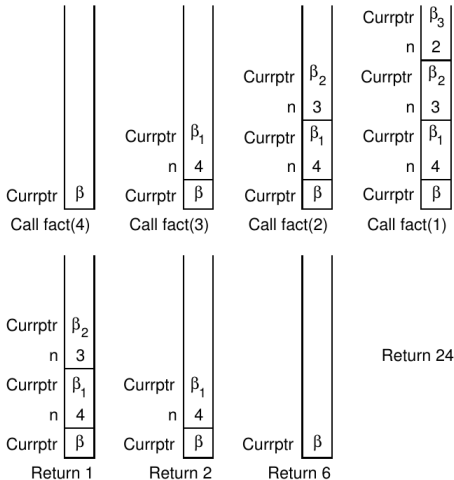 Currptr β3
n 2
Currptr β2 Currptr β2
n 3 n 3
Currptr β1 Currptr β1 Currptr β1
n 4 n 4 n 4
Currptr β Currptr β Currptr β Currptr β
Call fact(4) Call fact(3) Call fact(2) Call fact(1)
Currptr β2
n 3 Return 24
Currptr β1 Currptr β1
n 4 n 4
Currptr β Currptr β Currptr β
Return 1 Return 2 Return 6